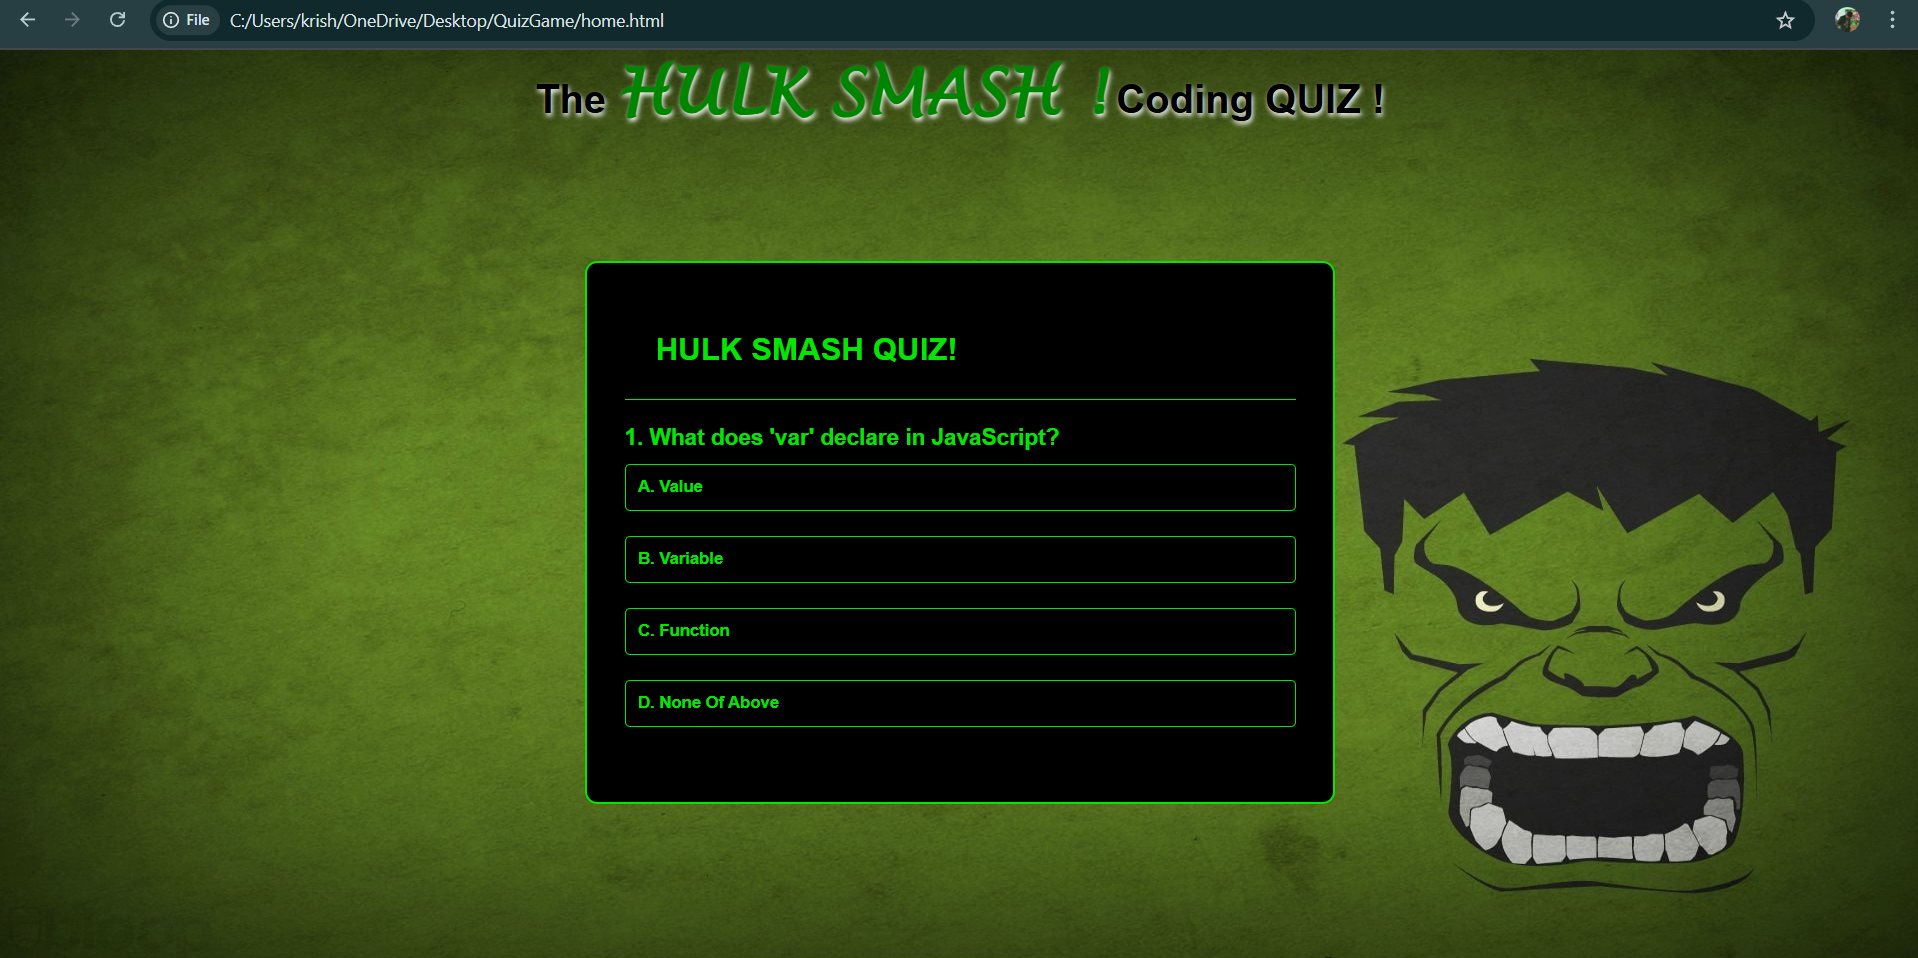 File C:/Users/krish/OneDrive/Desktop/QuizGame/home.html
The HULK SMASH ! Coding QUIZ !
HULK SMASH QUIZ!
1. What does 'var' declare in JavaScript?
A. Value
B. Variable
C. Function
D. None Of Above